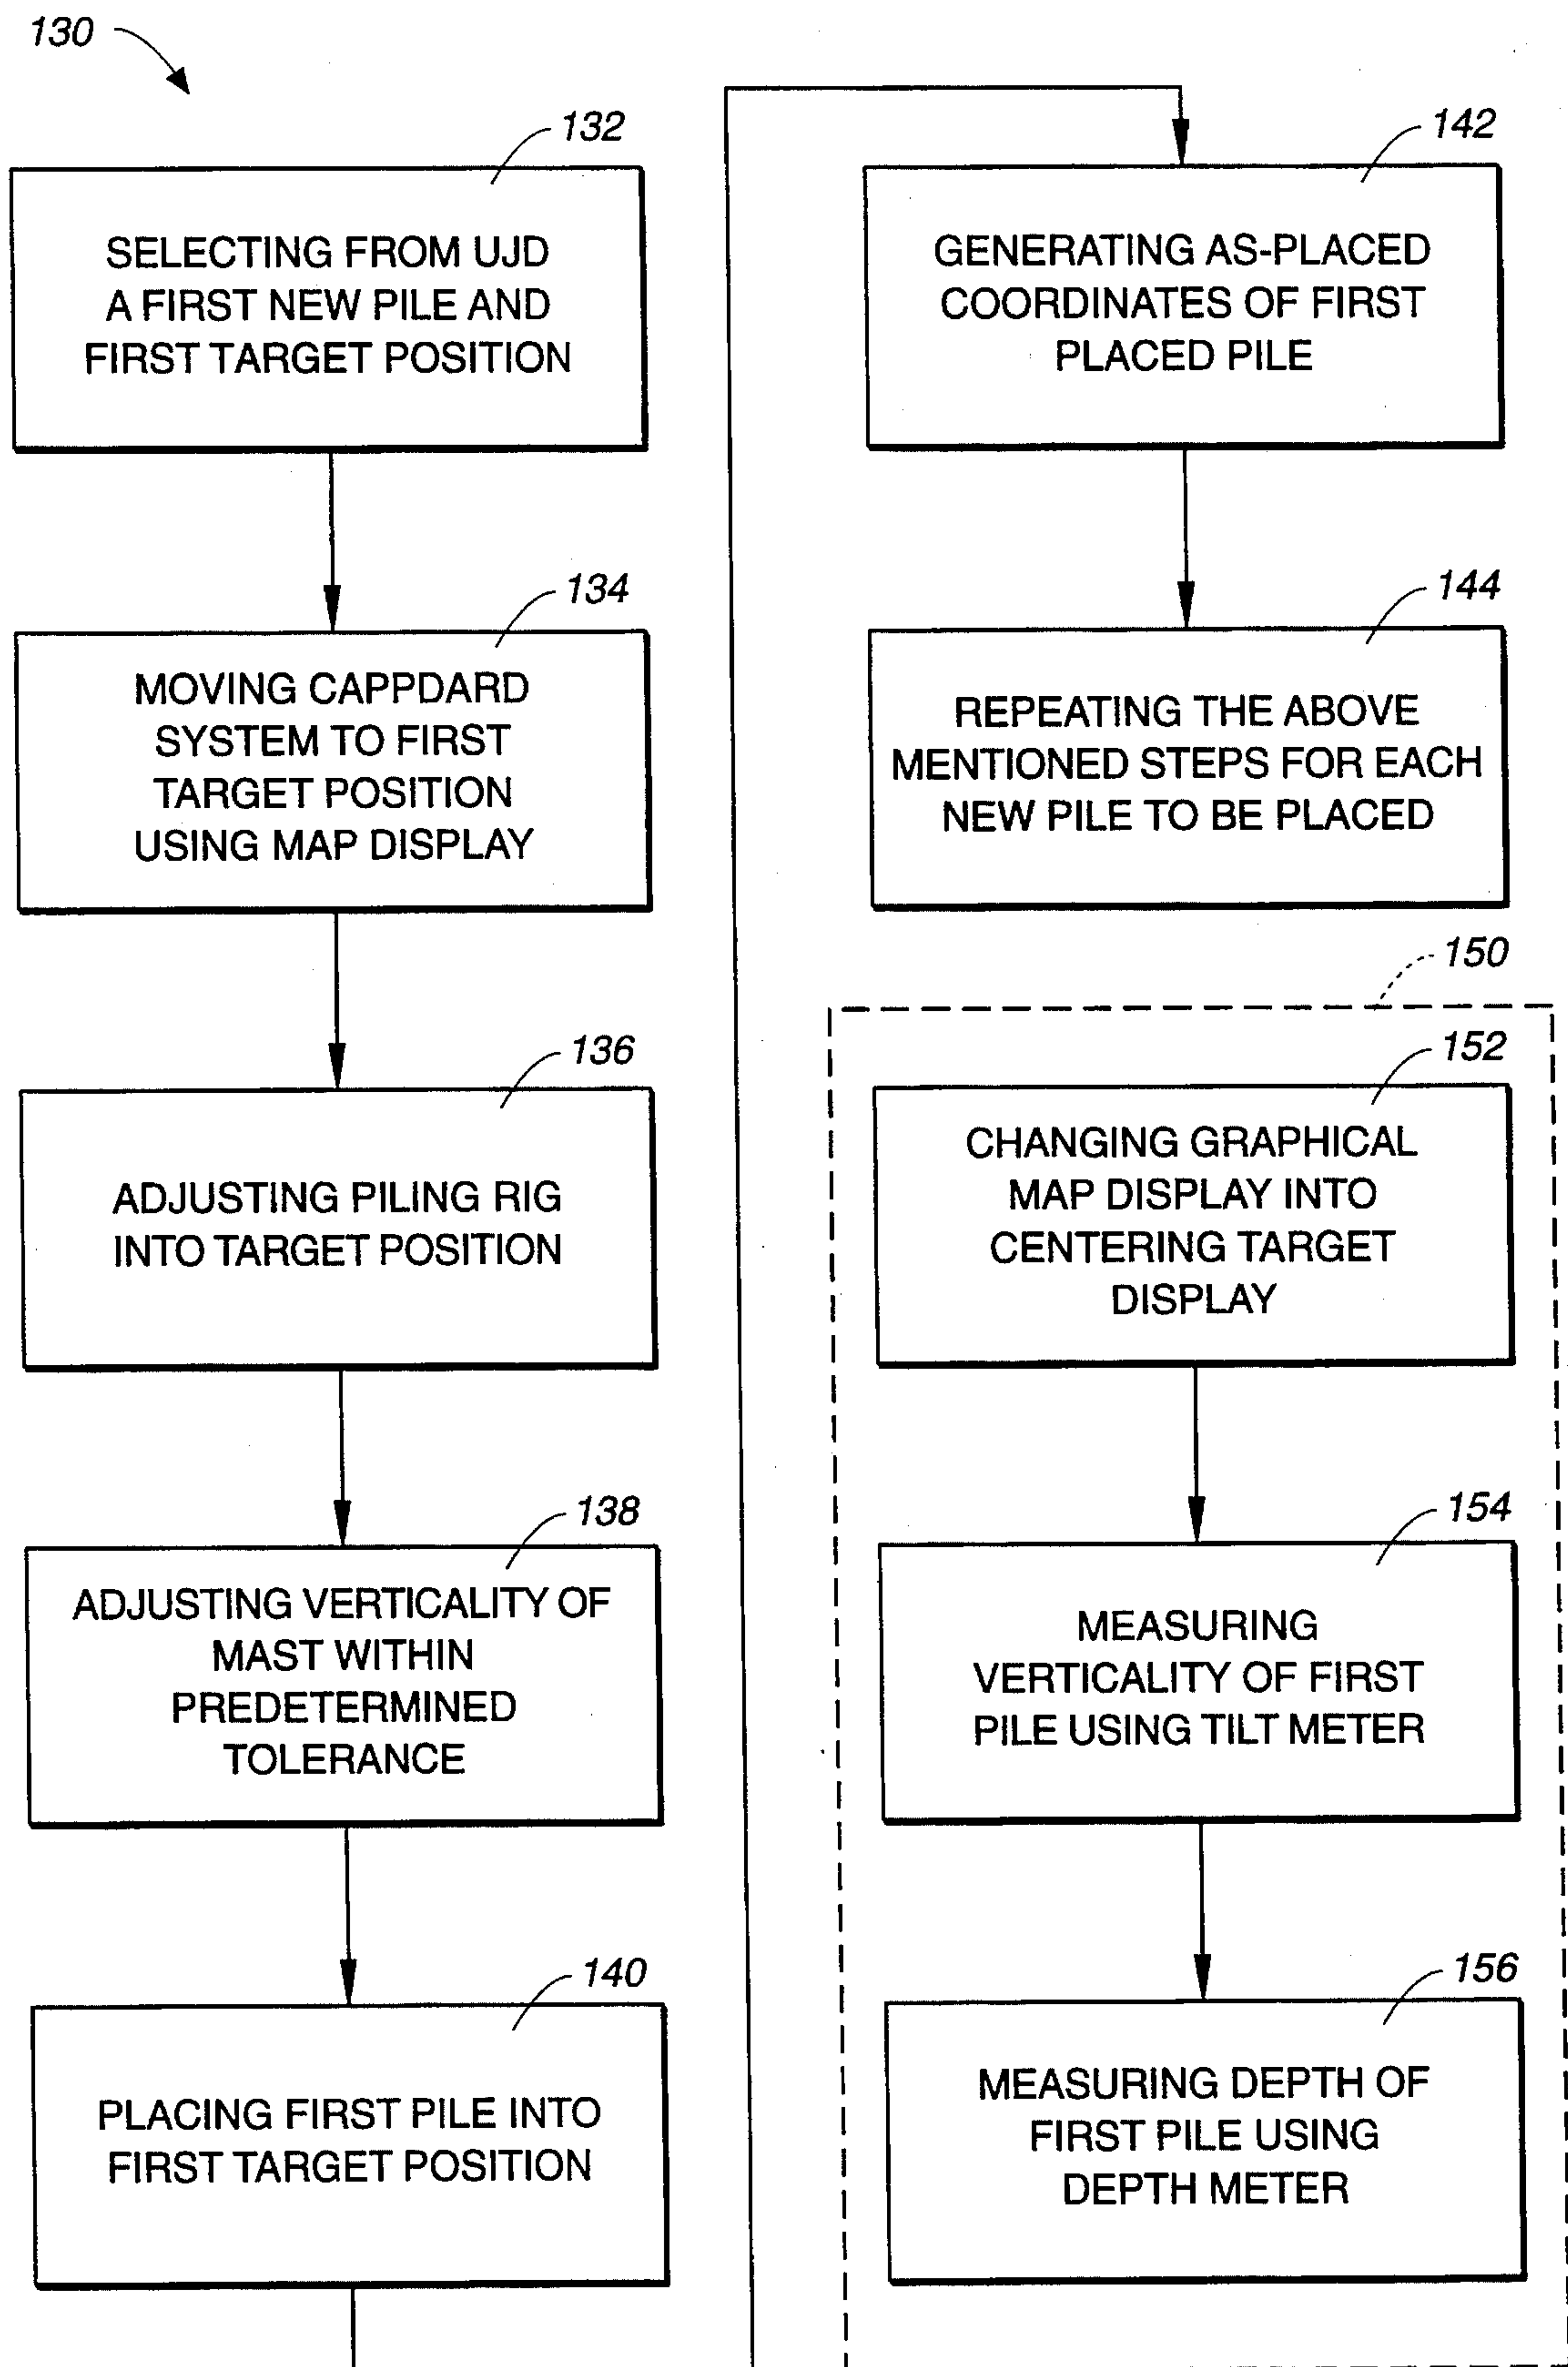 130
132
SELECTING FROM UJD
A FIRST NEW PILE AND
FIRST TARGET POSITION
134
MOVING CAPPDARD
SYSTEM TO FIRST
TARGET POSITION
USING MAP DISPLAY
136
ADJUSTING PILING RIG
INTO TARGET POSITION
138
ADJUSTING VERTICALITY OF
MAST WITHIN
PREDETERMINED
TOLERANCE
140
PLACING FIRST PILE INTO
FIRST TARGET POSITION
142
GENERATING AS-PLACED
COORDINATES OF FIRST
PLACED PILE
144
REPEATING THE ABOVE
MENTIONED STEPS FOR EACH
NEW PILE TO BE PLACED
150
152
CHANGING GRAPHICAL
MAP DISPLAY INTO
CENTERING TARGET
DISPLAY
154
MEASURING
VERTICALITY OF FIRST
PILE USING TILT METER
156
MEASURING DEPTH OF
FIRST PILE USING
DEPTH METER